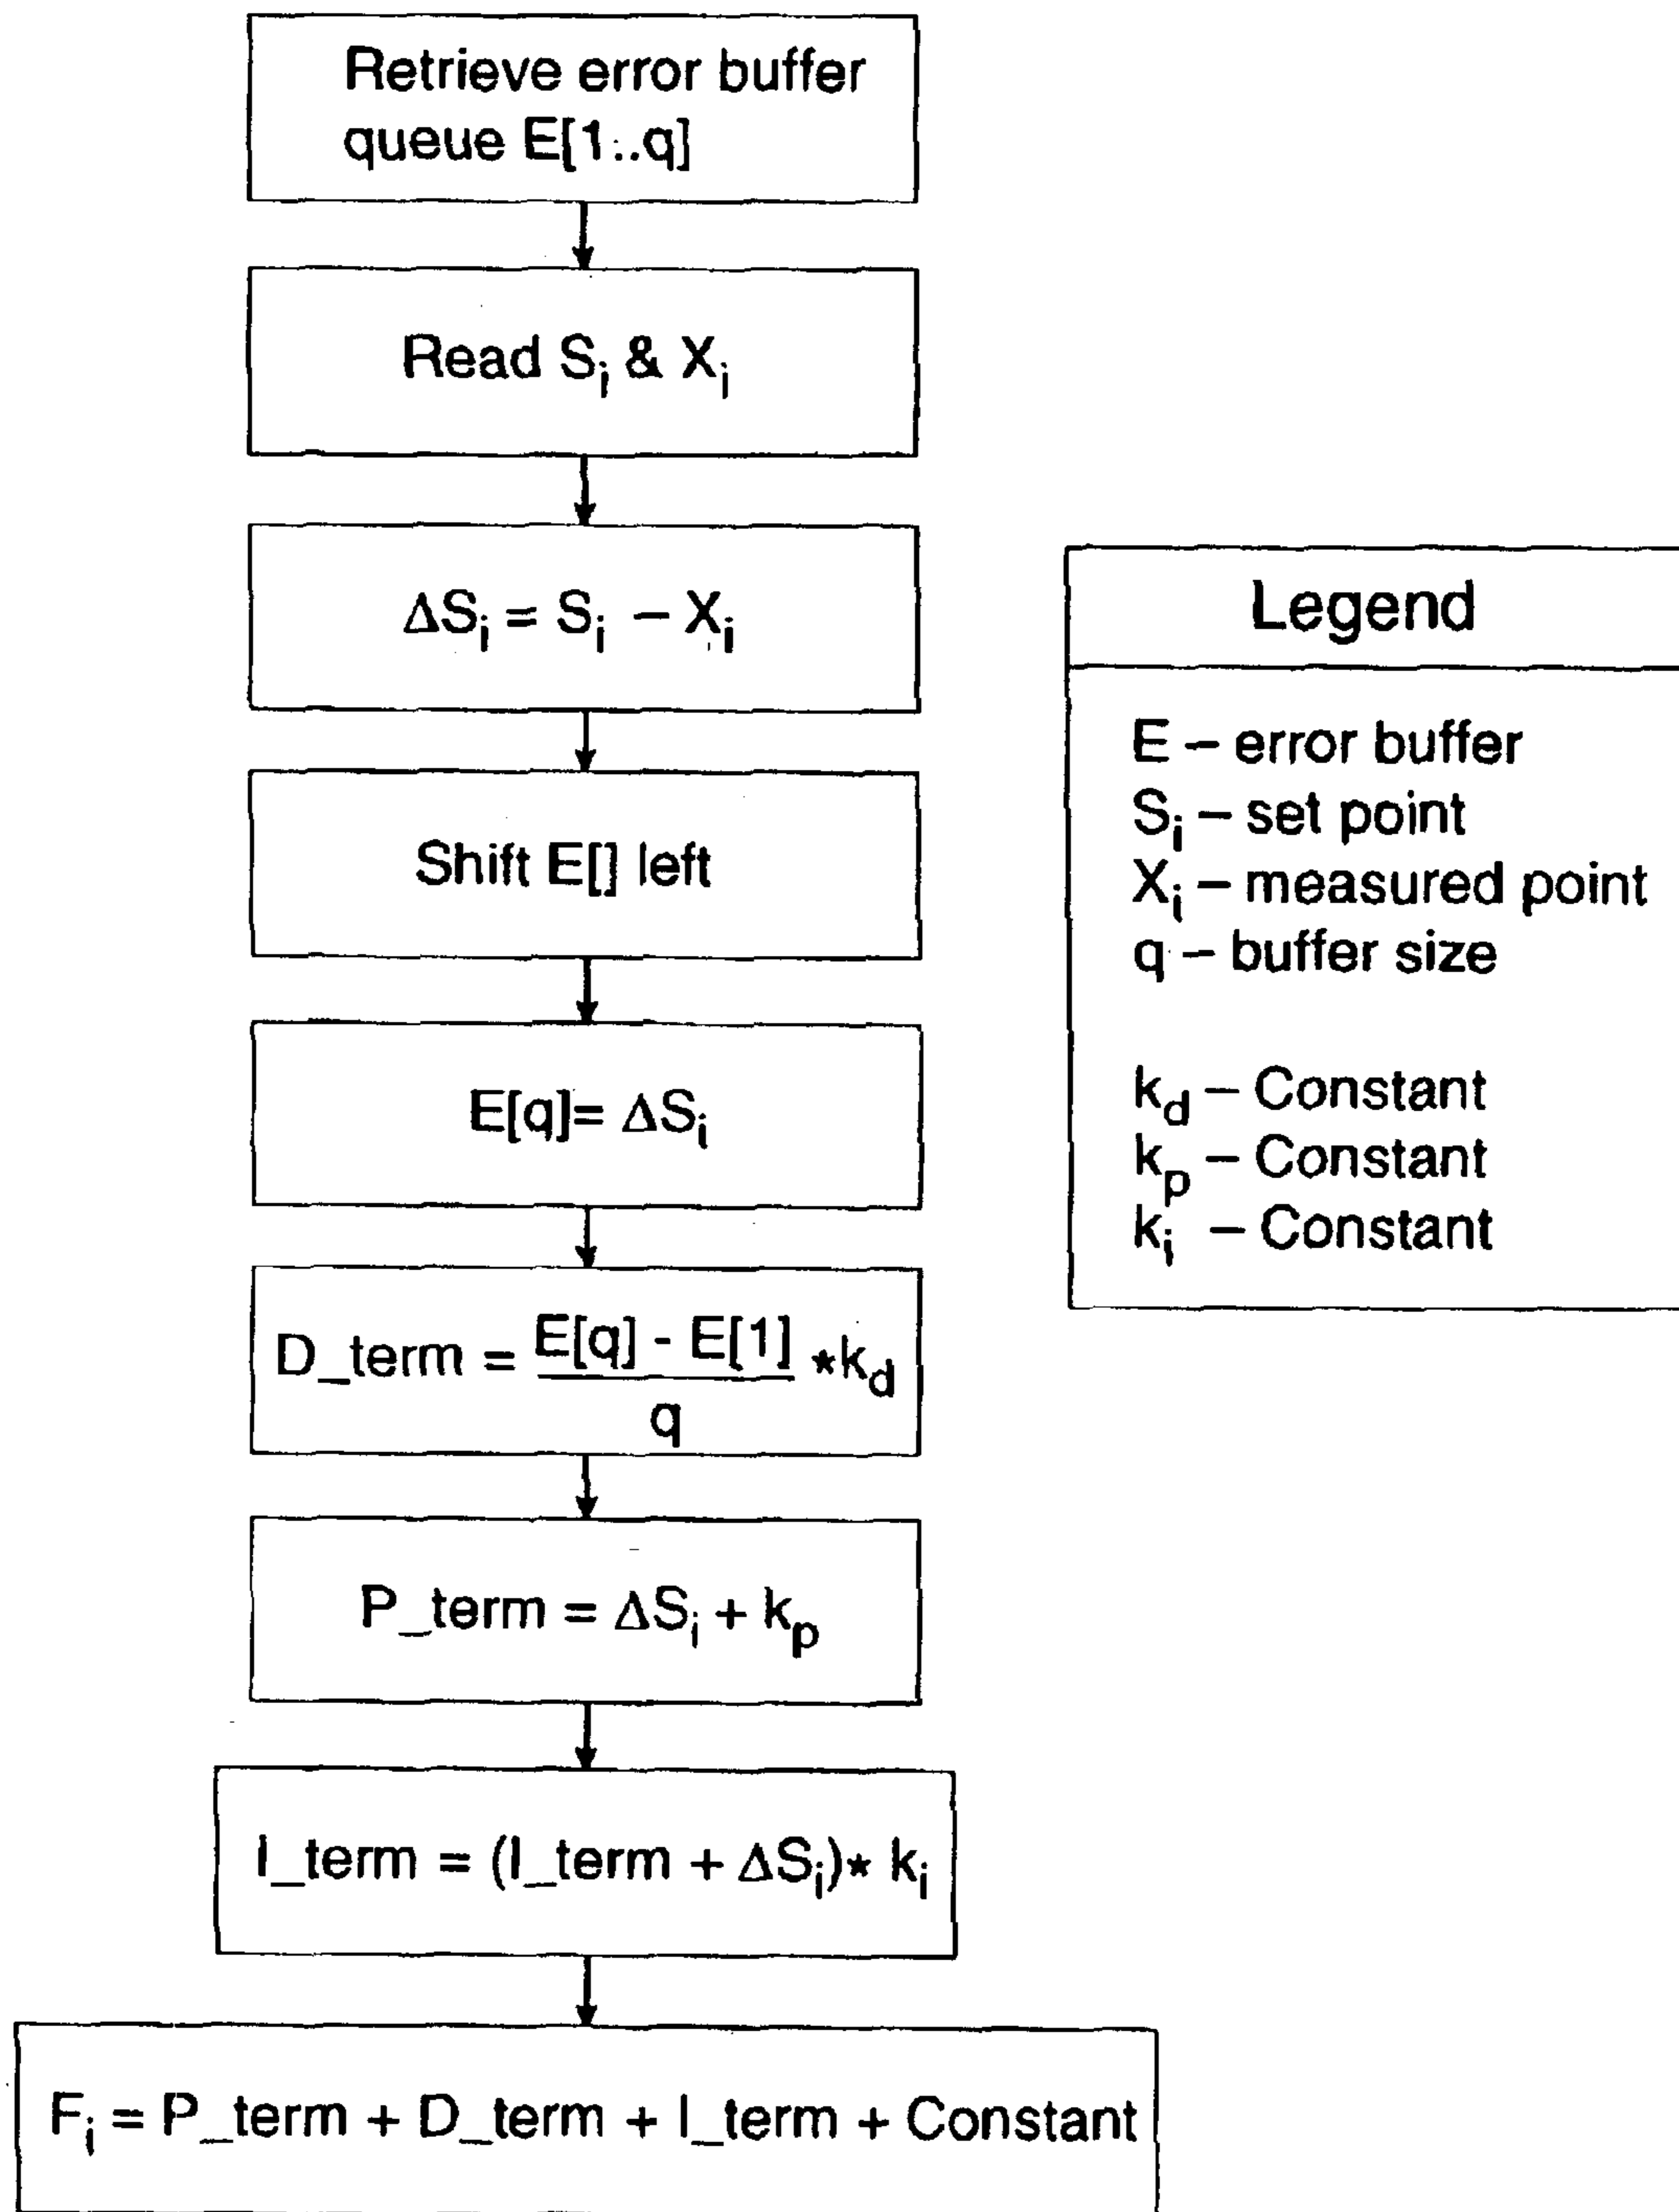 Retrieve error buffer
queue E[1..q]
Read Sᵢ & Xᵢ
ΔSᵢ = Sᵢ – Xᵢ
Shift E[] left
E[q]= ΔSᵢ
D_term = E[q] - E[1] / q *k_d
P_term = ΔSᵢ + kₚ
I_term = (I_term + ΔSᵢ)* kᵢ
Fᵢ = P_term + D_term + I_term + Constant
Legend
E – error buffer
Sᵢ – set point
Xᵢ – measured point
q – buffer size
k_d – Constant
kₚ – Constant
kᵢ – Constant